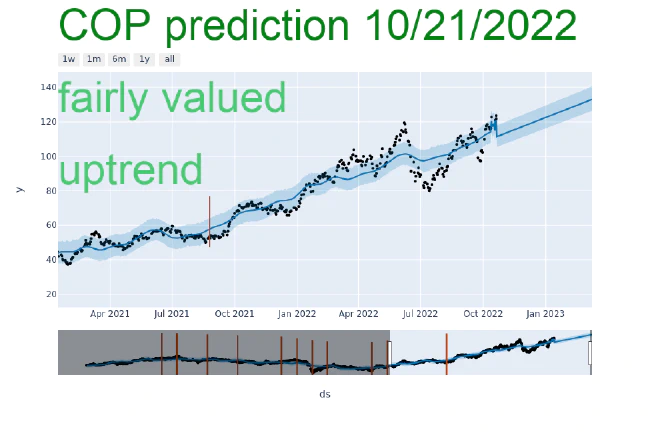 COP prediction 10/21/2022
1w 1m 6m 1y all
fairly valued
uptrend
140
120
100
80
60
40
20
y
Apr 2021 Jul 2021 Oct 2021 Jan 2022 Apr 2022 Jul 2022 Oct 2022 Jan 2023
ds